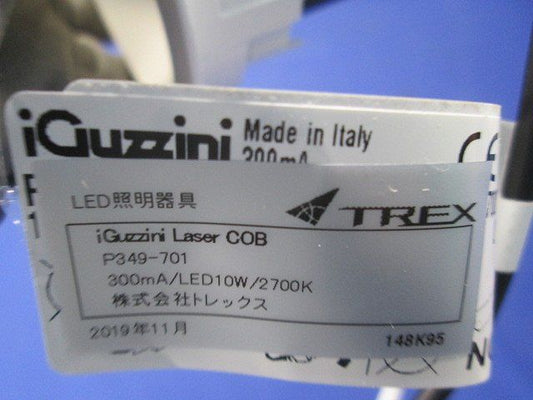 iGuzzini Made in Italy
300mA
LED照明器具
TREX
iGuzzini Laser COB
P349-701
300mA/LED10W/2700K
株式会社トレックス
2019年11月
148K95